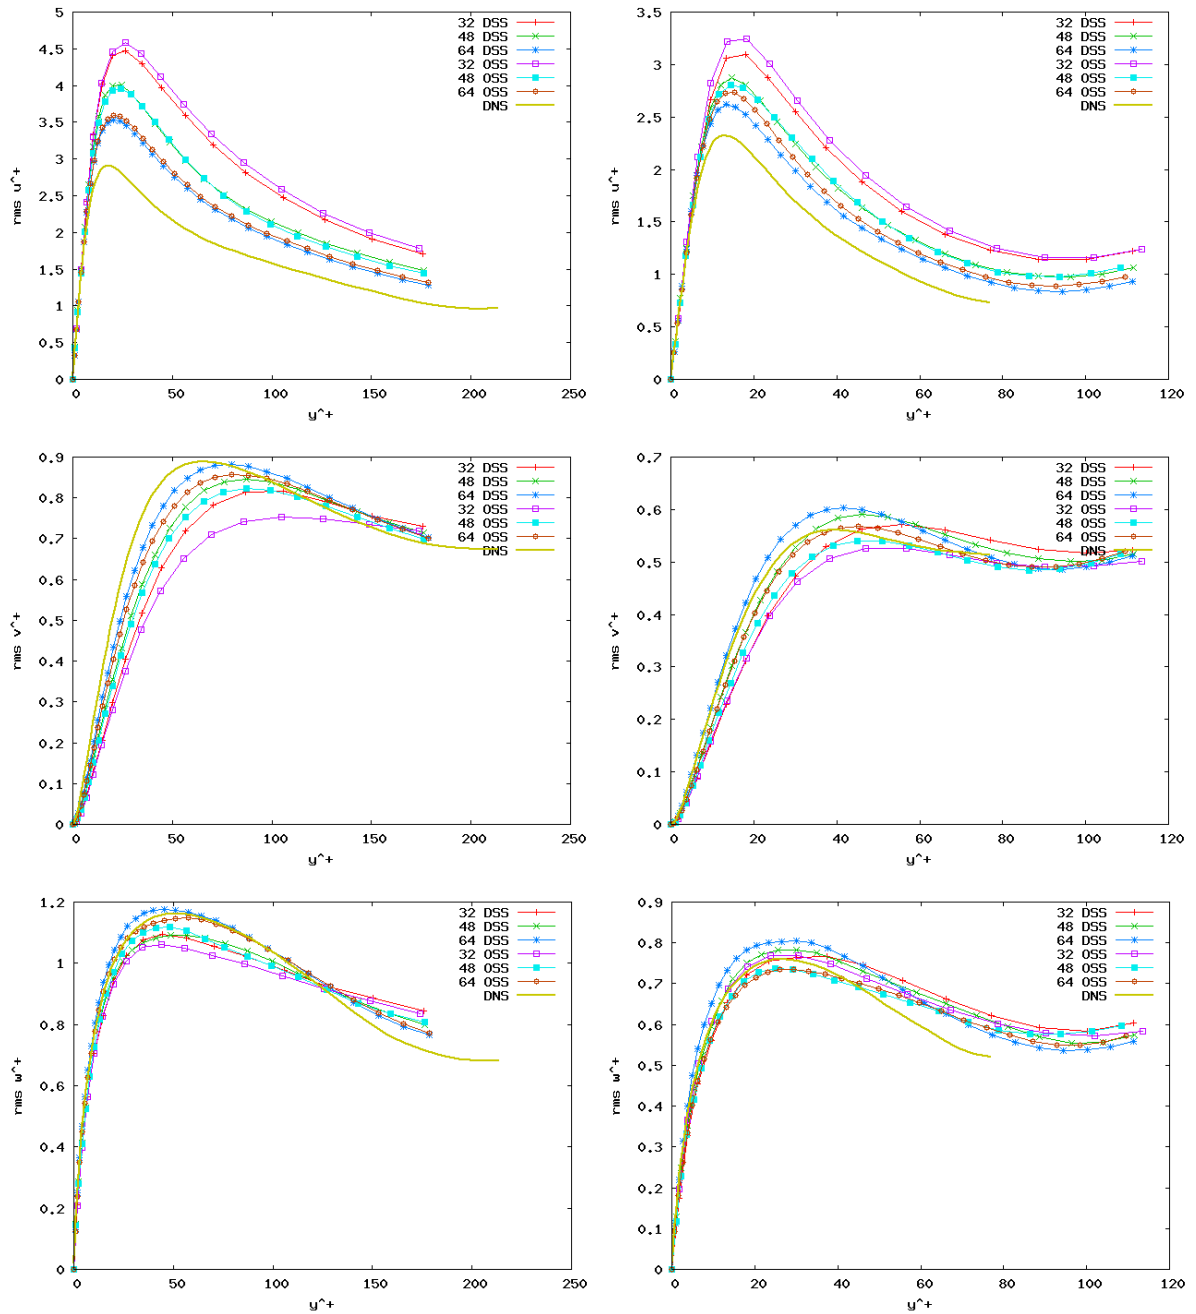 5
4.5
4
3.5
3
2.5
2
1.5
1
0.5
0
rms u^+
0 50 100 150 200 250
y^+
32 DSS
48 DSS
64 DSS
32 OSS
48 OSS
64 OSS
DNS
3.5
3
2.5
2
1.5
1
0.5
0
rms u^+
0 20 40 60 80 100 120
y^+
32 DSS
48 DSS
64 DSS
32 OSS
48 OSS
64 OSS
DNS
0.9
0.8
0.7
0.6
0.5
0.4
0.3
0.2
0.1
0
rms v^+
0 50 100 150 200 250
y^+
32 DSS
48 DSS
64 DSS
32 OSS
48 OSS
64 OSS
DNS
0.7
0.6
0.5
0.4
0.3
0.2
0.1
0
rms v^+
0 20 40 60 80 100 120
y^+
32 DSS
48 DSS
64 DSS
32 OSS
48 OSS
64 OSS
DNS
1.2
1
0.8
0.6
0.4
0.2
0
rms w^+
0 50 100 150 200 250
y^+
32 DSS
48 DSS
64 DSS
32 OSS
48 OSS
64 OSS
DNS
0.9
0.8
0.7
0.6
0.5
0.4
0.3
0.2
0.1
0
rms w^+
0 20 40 60 80 100 120
y^+
32 DSS
48 DSS
64 DSS
32 OSS
48 OSS
64 OSS
DNS